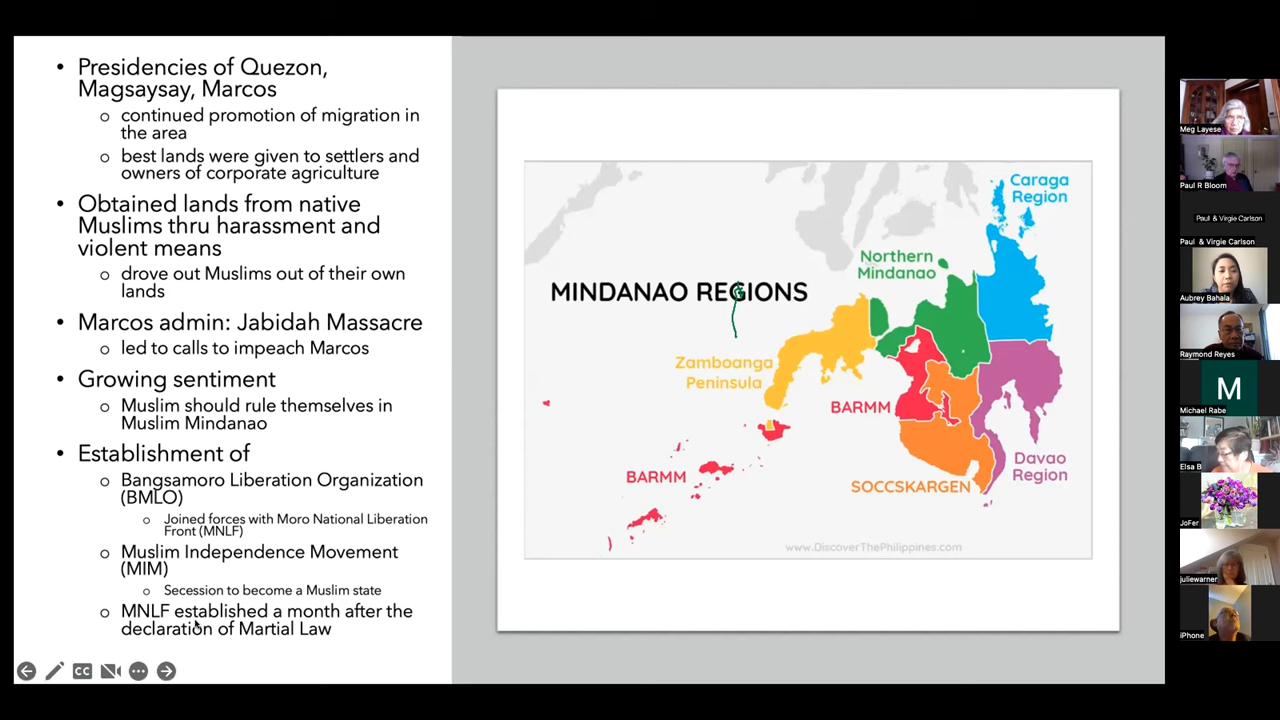 • Presidencies of Quezon,
Magsaysay, Marcos
o continued promotion of migration in
the area
o best lands were given to settlers and
owners of corporate agriculture
• Obtained lands from native
Muslims thru harassment and
violent means
o drove out Muslims out of their own
lands
• Marcos admin: Jabidah Massacre
o led to calls to impeach Marcos
• Growing sentiment
o Muslim should rule themselves in
Muslim Mindanao
• Establishment of
o Bangsamoro Liberation Organization
(BMLO)
o Joined forces with Moro National Liberation
Front (MNLF)
o Muslim Independence Movement
(MIM)
o Secession to become a Muslim state
o MNLF established a month after the
declaration of Martial Law
CC
MINDANAO REGIONS
Caraga
Region
Northern
Mindanao
Zamboanga
Peninsula
BARMM
BARMM
Davao
Region
SOCCSKARGEN
www.DiscoverThePhilippines.com
Meg Layese
Paul R Bloom
Paul & Virgie Carlson
Paul & Virgie Carlson
Aubrey Bahala
Raymond Reyes
M
Michael Rabe
Elsa B
JoFer
juliewarner
iPhone